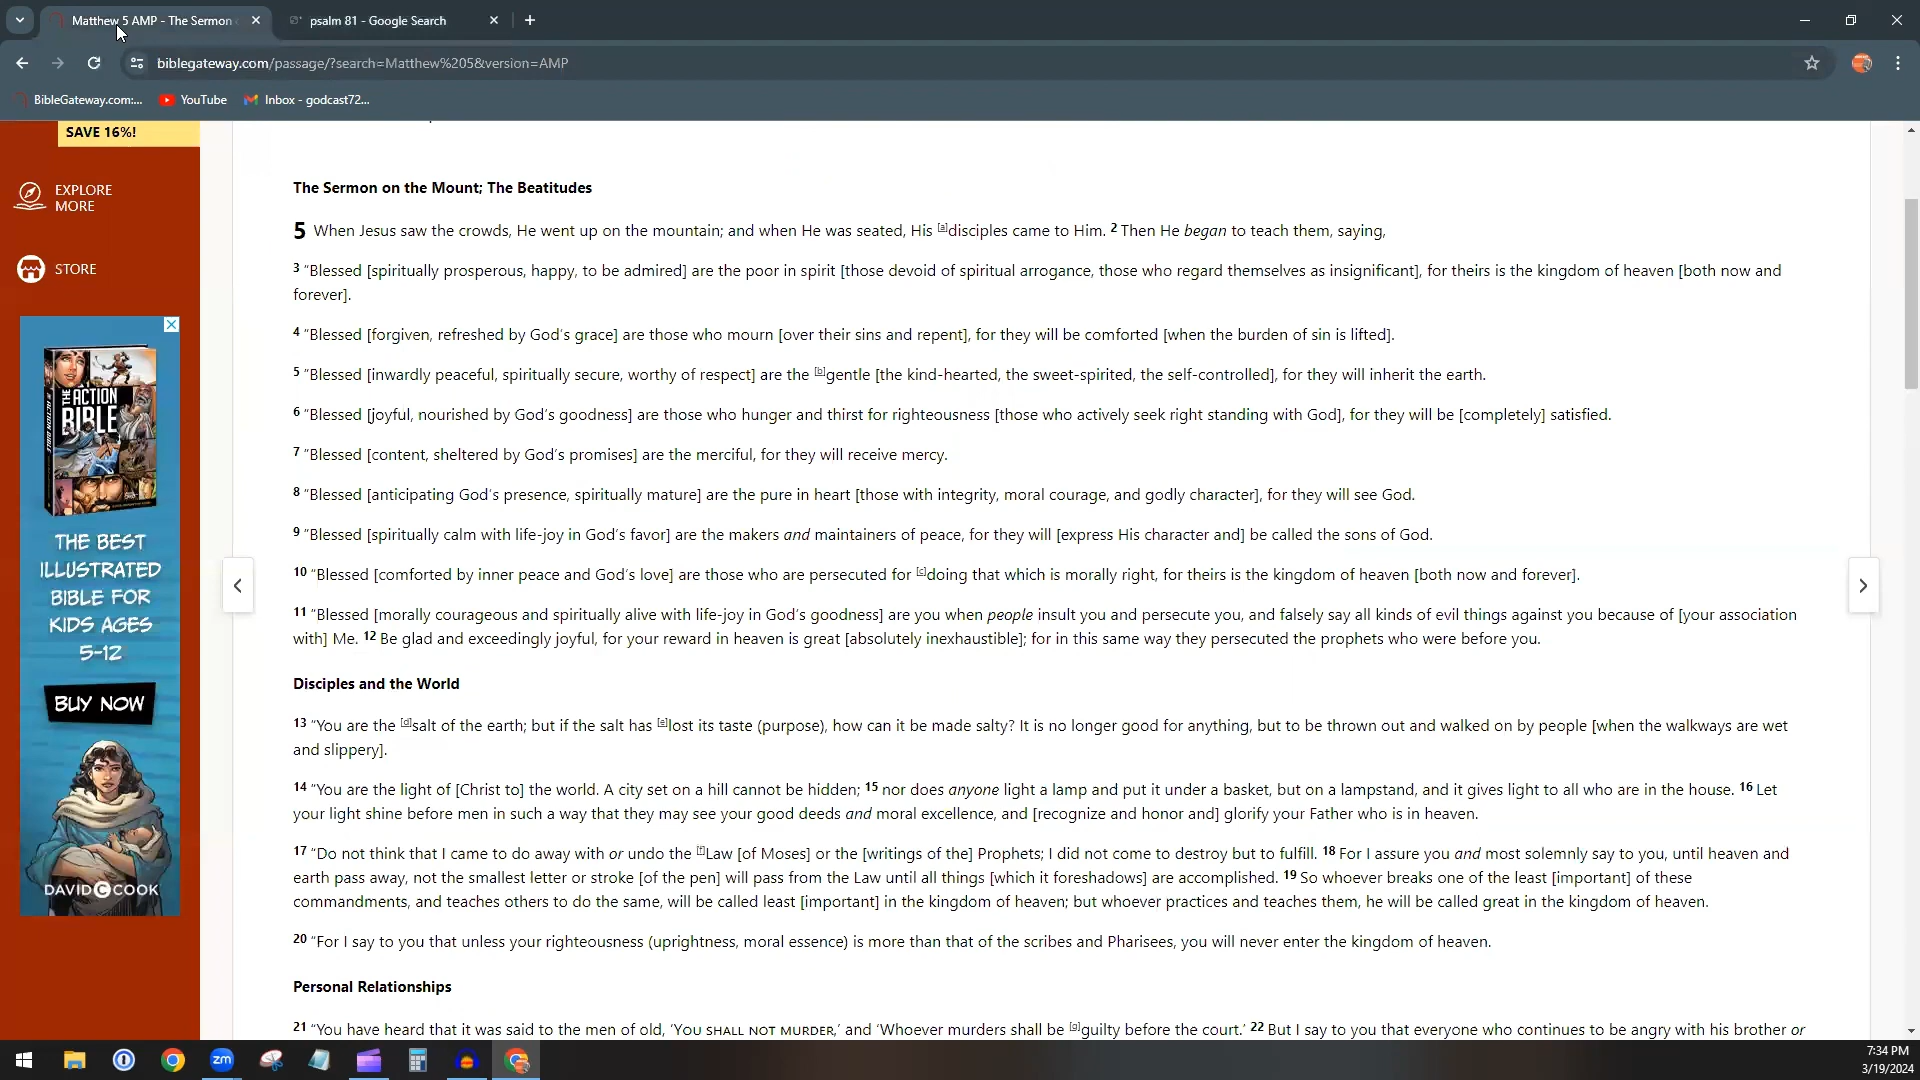 Matthew 5 AMP - The Sermon
psalm 81 - Google Search
biblegateway.com/passage/?search=Matthew%205&version=AMP
BibleGateway.com:...
YouTube
Inbox - godcast72...
SAVE 16%!
EXPLORE
MORE
STORE
THE ACTION
BIBLE
THE BEST
ILLUSTRATED
BIBLE FOR
KIDS AGES
5-12
BUY NOW
DAVID C COOK
The Sermon on the Mount; The Beatitudes
5 When Jesus saw the crowds, He went up on the mountain; and when He was seated, His [a]disciples came to Him. 2 Then He began to teach them, saying,
3 “Blessed [spiritually prosperous, happy, to be admired] are the poor in spirit [those devoid of spiritual arrogance, those who regard themselves as insignificant], for theirs is the kingdom of heaven [both now and
forever].
4 “Blessed [forgiven, refreshed by God’s grace] are those who mourn [over their sins and repent], for they will be comforted [when the burden of sin is lifted].
5 “Blessed [inwardly peaceful, spiritually secure, worthy of respect] are the [b]gentle [the kind-hearted, the sweet-spirited, the self-controlled], for they will inherit the earth.
6 “Blessed [joyful, nourished by God’s goodness] are those who hunger and thirst for righteousness [those who actively seek right standing with God], for they will be [completely] satisfied.
7 “Blessed [content, sheltered by God’s promises] are the merciful, for they will receive mercy.
8 “Blessed [anticipating God’s presence, spiritually mature] are the pure in heart [those with integrity, moral courage, and godly character], for they will see God.
9 “Blessed [spiritually calm with life-joy in God’s favor] are the makers and maintainers of peace, for they will [express His character and] be called the sons of God.
10 “Blessed [comforted by inner peace and God’s love] are those who are persecuted for [c]doing that which is morally right, for theirs is the kingdom of heaven [both now and forever].
11 “Blessed [morally courageous and spiritually alive with life-joy in God’s goodness] are you when people insult you and persecute you, and falsely say all kinds of evil things against you because of [your association
with] Me. 12 Be glad and exceedingly joyful, for your reward in heaven is great [absolutely inexhaustible]; for in this same way they persecuted the prophets who were before you.
Disciples and the World
13 “You are the [d]salt of the earth; but if the salt has [e]lost its taste (purpose), how can it be made salty? It is no longer good for anything, but to be thrown out and walked on by people [when the walkways are wet
and slippery].
14 “You are the light of [Christ to] the world. A city set on a hill cannot be hidden; 15 nor does anyone light a lamp and put it under a basket, but on a lampstand, and it gives light to all who are in the house. 16 Let
your light shine before men in such a way that they may see your good deeds and moral excellence, and [recognize and honor and] glorify your Father who is in heaven.
17 “Do not think that I came to do away with or undo the [f]Law [of Moses] or the [writings of the] Prophets; I did not come to destroy but to fulfill. 18 For I assure you and most solemnly say to you, until heaven and
earth pass away, not the smallest letter or stroke [of the pen] will pass from the Law until all things [which it foreshadows] are accomplished. 19 So whoever breaks one of the least [important] of these
commandments, and teaches others to do the same, will be called least [important] in the kingdom of heaven; but whoever practices and teaches them, he will be called great in the kingdom of heaven.
20 “For I say to you that unless your righteousness (uprightness, moral essence) is more than that of the scribes and Pharisees, you will never enter the kingdom of heaven.
Personal Relationships
21 “You have heard that it was said to the men of old, ‘YOU SHALL NOT MURDER,’ and ‘Whoever murders shall be [g]guilty before the court.’ 22 But I say to you that everyone who continues to be angry with his brother or
zm
7:34 PM
3/19/2024